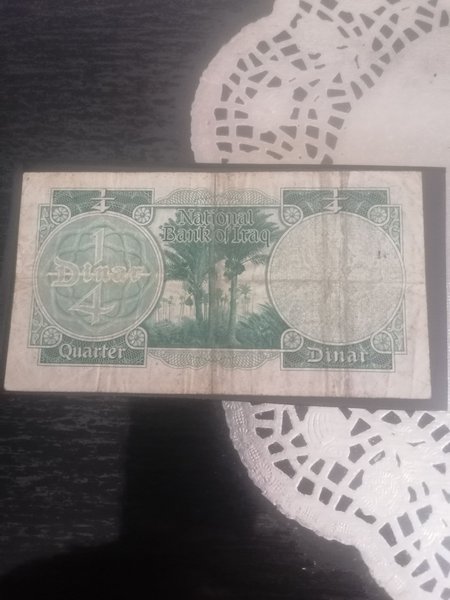 1/4
1/4
National
Bank of Iraq
1
Dinar
4
Quarter
Dinar